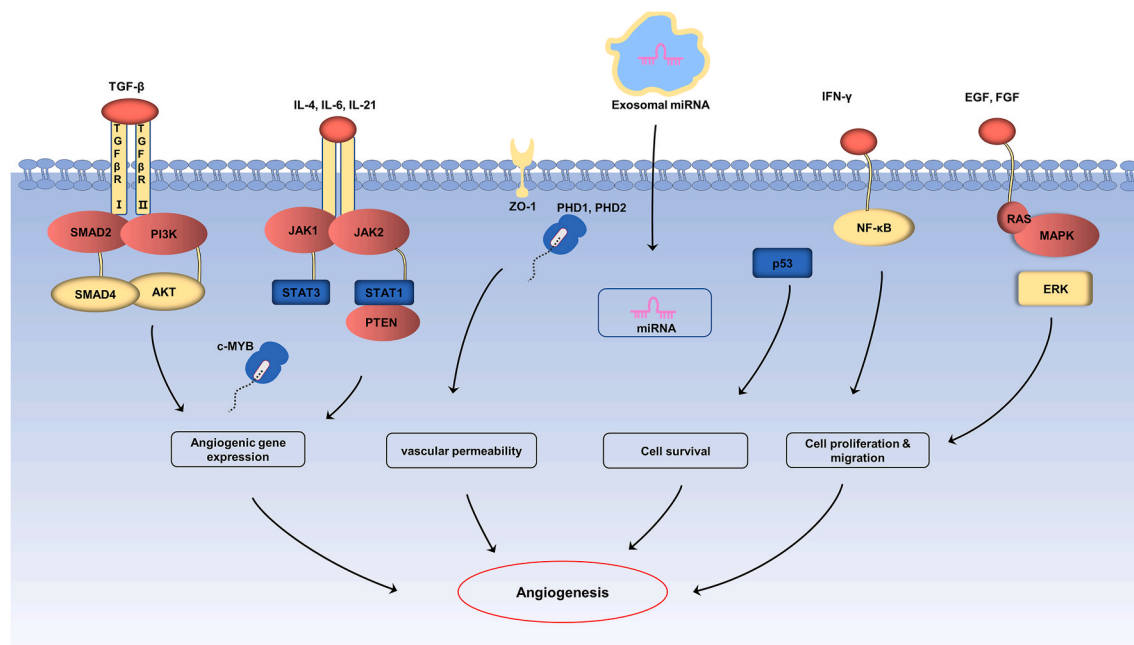 TGF-β
IL-4, IL-6, IL-21
Exosomal miRNA
IFN-γ
EGF, FGF
TGFβR I
TGFβR II
ZO-1
PHD1, PHD2
SMAD2
PI3K
JAK1
JAK2
NF-κB
RAS
MAPK
p53
SMAD4
AKT
STAT3
STAT1
PTEN
miRNA
ERK
c-MYB
Angiogenic gene
expression
vascular permeability
Cell survival
Cell proliferation &
migration
Angiogenesis